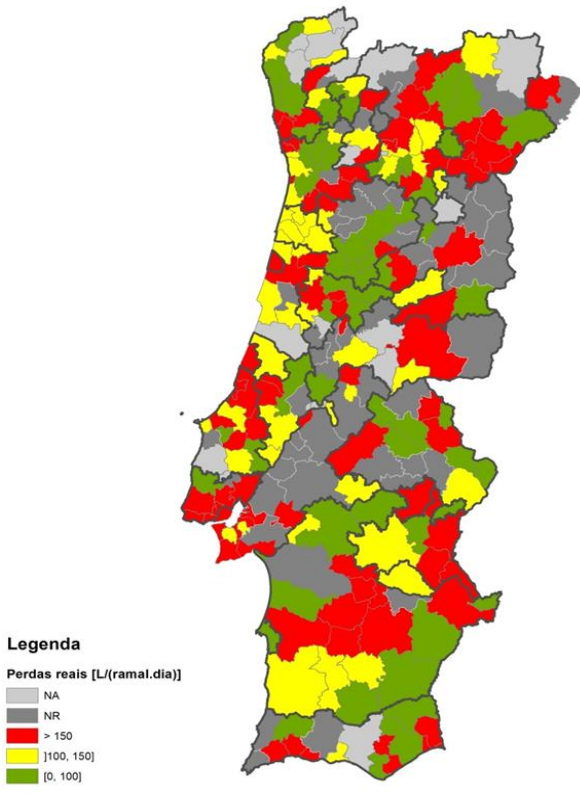 Legenda
Perdas reais [L/(ramal.dia)]
NA
NR
> 150
]100, 150]
[0, 100]